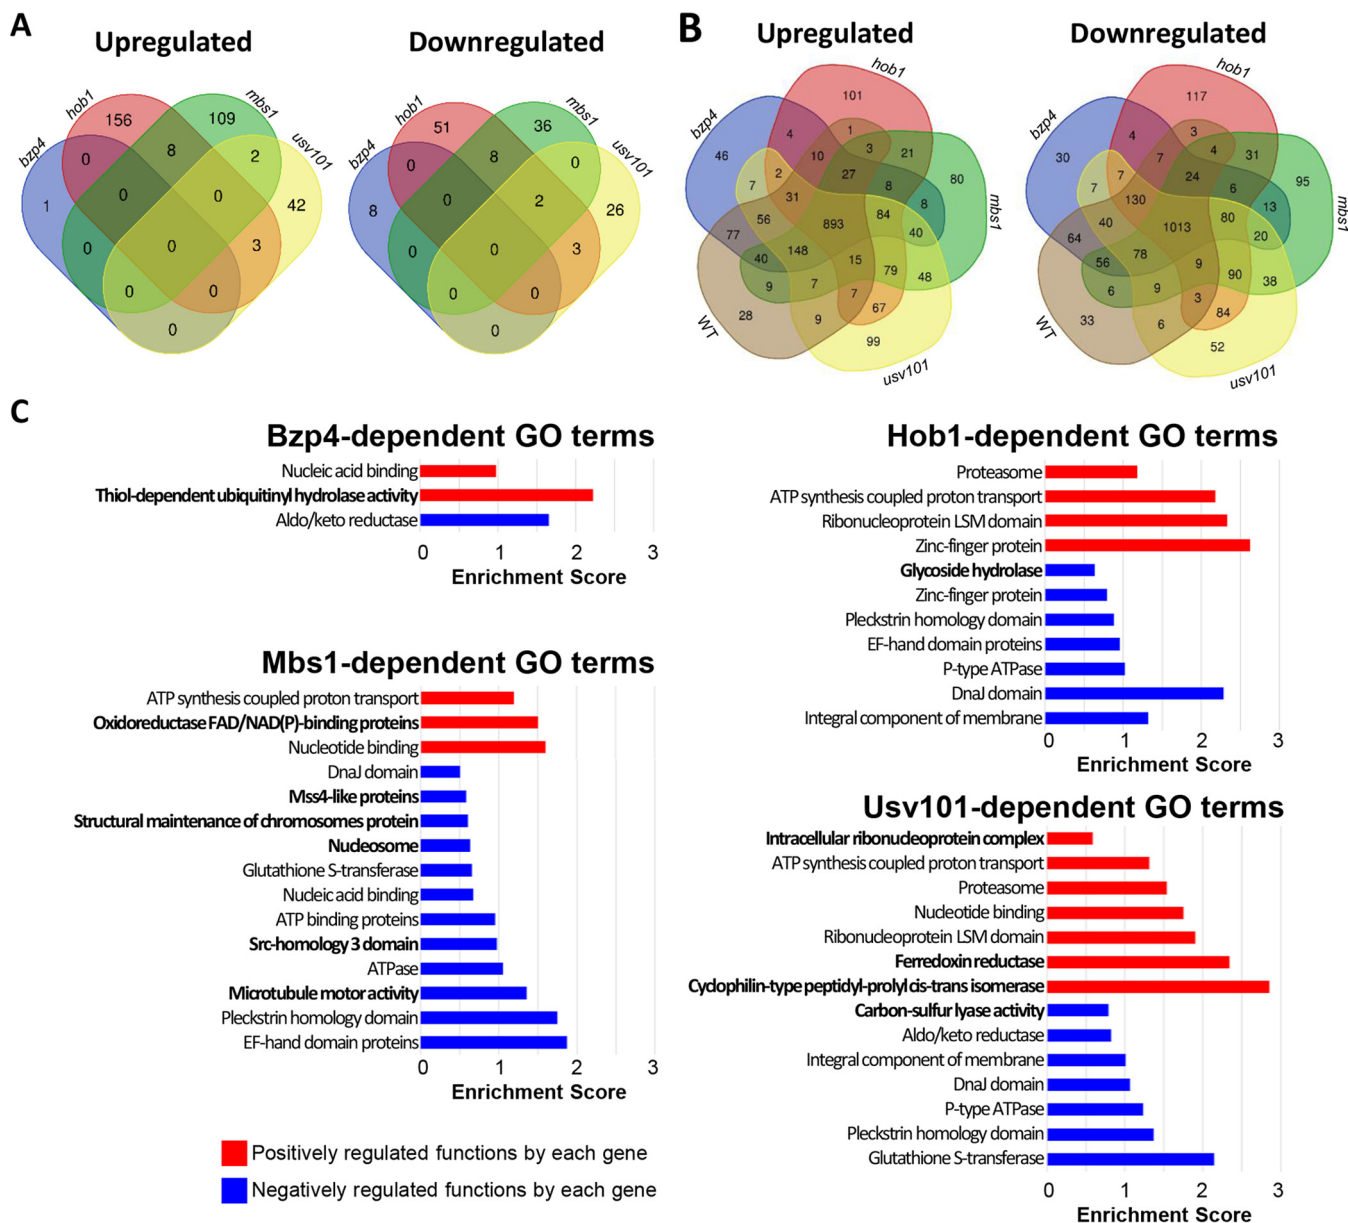 A
Upregulated
Downregulated
bzp4
hob1
mbs1
usv101
156
109
0
8
2
1
0
0
42
0
0
3
0
0
0
bzp4
hob1
mbs1
usv101
51
36
0
8
0
8
0
2
26
0
0
3
0
0
0
B
Upregulated
Downregulated
bzp4
hob1
mbs1
usv101
WT
101
4
1
3
21
46
10
27
80
7
2
31
8
8
56
893
84
40
77
40
148
15
79
48
9
7
7
67
28
9
99
bzp4
hob1
mbs1
usv101
WT
117
4
3
4
31
30
7
24
95
7
7
130
6
13
40
1013
80
20
64
56
78
9
90
38
6
9
3
84
33
6
52
C
Bzp4-dependent GO terms
Nucleic acid binding
Thiol-dependent ubiquitinyl hydrolase activity
Aldo/keto reductase
0 1 2 3
Enrichment Score
Mbs1-dependent GO terms
ATP synthesis coupled proton transport
Oxidoreductase FAD/NAD(P)-binding proteins
Nucleotide binding
DnaJ domain
Mss4-like proteins
Structural maintenance of chromosomes protein
Nucleosome
Glutathione S-transferase
Nucleic acid binding
ATP binding proteins
Src-homology 3 domain
ATPase
Microtubule motor activity
Pleckstrin homology domain
EF-hand domain proteins
0 1 2 3
Enrichment Score
Positively regulated functions by each gene
Negatively regulated functions by each gene
Hob1-dependent GO terms
Proteasome
ATP synthesis coupled proton transport
Ribonucleoprotein LSM domain
Zinc-finger protein
Glycoside hydrolase
Zinc-finger protein
Pleckstrin homology domain
EF-hand domain proteins
P-type ATPase
DnaJ domain
Integral component of membrane
0 1 2 3
Enrichment Score
Usv101-dependent GO terms
Intracellular ribonucleoprotein complex
ATP synthesis coupled proton transport
Proteasome
Nucleotide binding
Ribonucleoprotein LSM domain
Ferredoxin reductase
Cyclophilin-type peptidyl-prolyl cis-trans isomerase
Carbon-sulfur lyase activity
Aldo/keto reductase
Integral component of membrane
DnaJ domain
P-type ATPase
Pleckstrin homology domain
Glutathione S-transferase
0 1 2 3
Enrichment Score